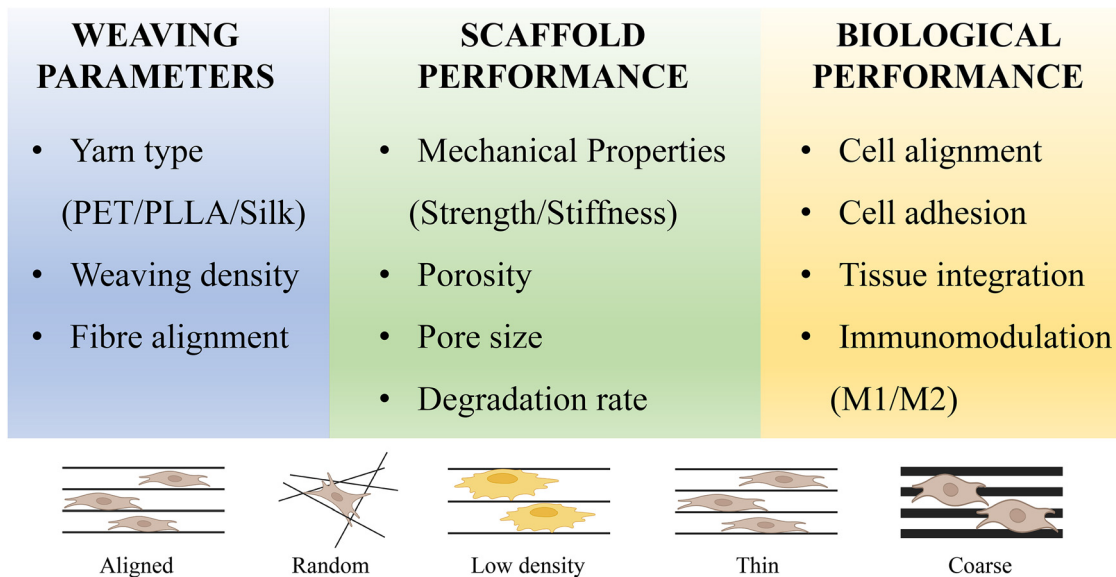 WEAVING
PARAMETERS
• Yarn type
(PET/PLLA/Silk)
• Weaving density
• Fibre alignment
SCAFFOLD
PERFORMANCE
• Mechanical Properties
(Strength/Stiffness)
• Porosity
• Pore size
• Degradation rate
BIOLOGICAL
PERFORMANCE
• Cell alignment
• Cell adhesion
• Tissue integration
• Immunomodulation
(M1/M2)
Aligned
Random
Low density
Thin
Coarse